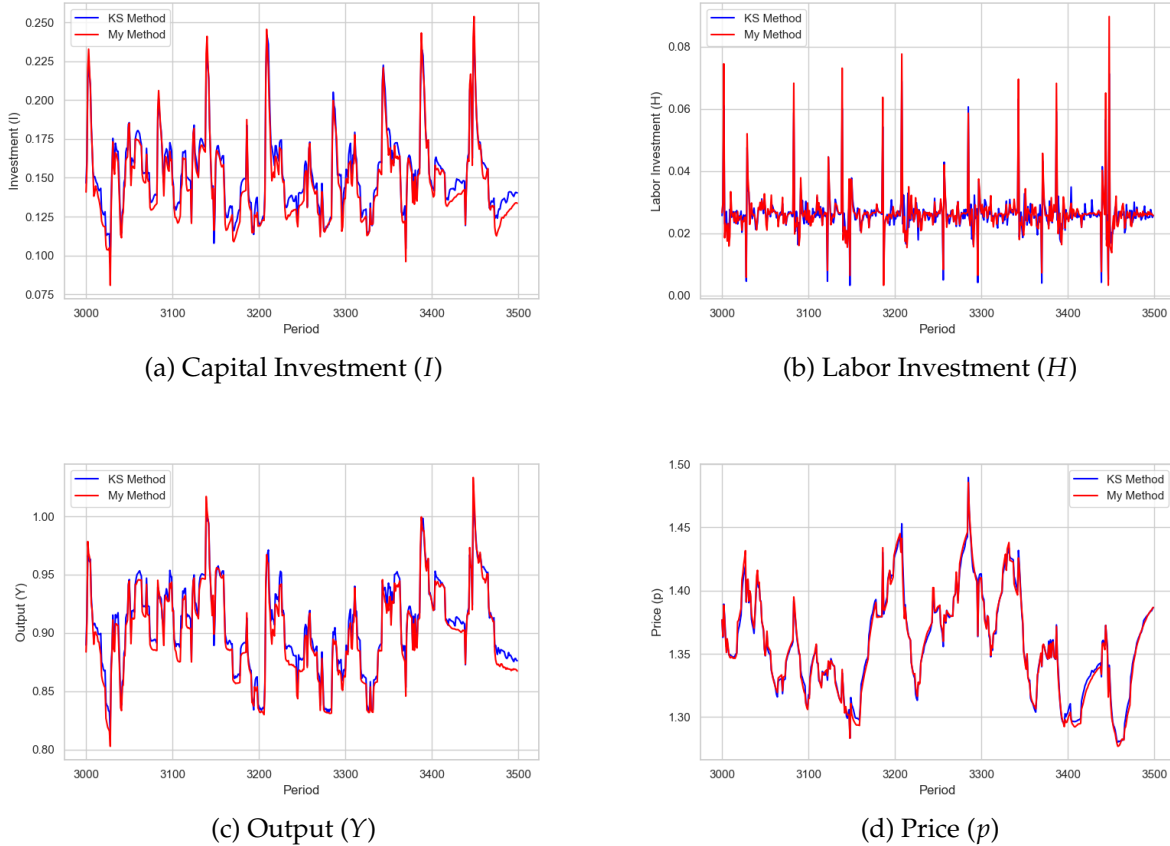 KS Method
My Method
Investment (I)
0.250
0.225
0.200
0.175
0.150
0.125
0.100
0.075
3000
3100
3200
3300
3400
3500
Period
(a) Capital Investment (I)
KS Method
My Method
Labor Investment (H)
0.08
0.06
0.04
0.02
0.00
3000
3100
3200
3300
3400
3500
Period
(b) Labor Investment (H)
KS Method
My Method
Output (Y)
1.00
0.95
0.90
0.85
0.80
3000
3100
3200
3300
3400
3500
Period
(c) Output (Y)
KS Method
My Method
Price (p)
1.50
1.45
1.40
1.35
1.30
3000
3100
3200
3300
3400
3500
Period
(d) Price (p)